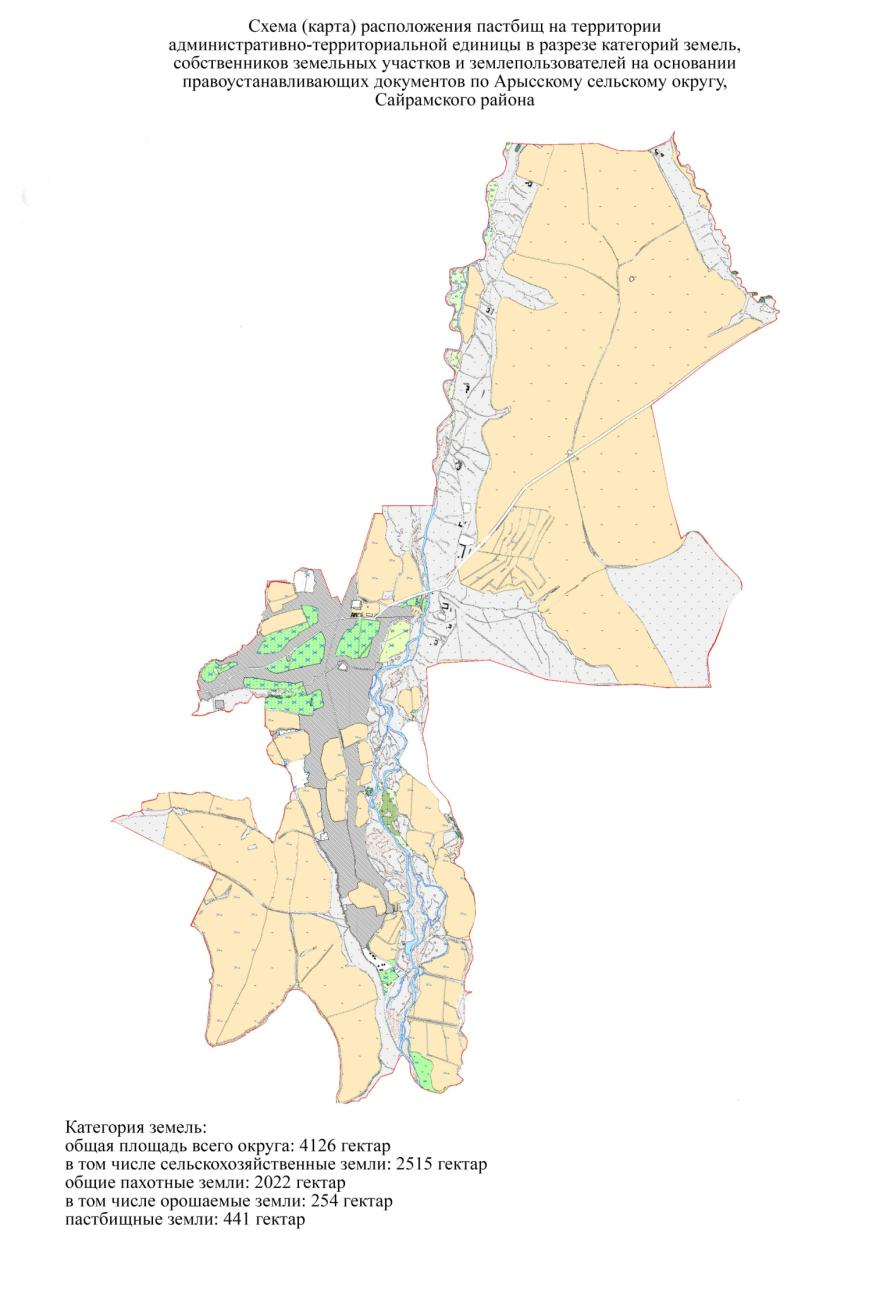 Схема (карта) расположения пастбищ на территории
административно-территориальной единицы в разрезе категорий земель,
собственников земельных участков и землепользователей на основании
правоустанавливающих документов по Арысскому сельскому округу,
Сайрамского района
Категория земель:
общая площадь всего округа: 4126 гектар
в том числе сельскохозяйственные земли: 2515 гектар
общие пахотные земли: 2022 гектар
в том числе орошаемые земли: 254 гектар
пастбищные земли: 441 гектар